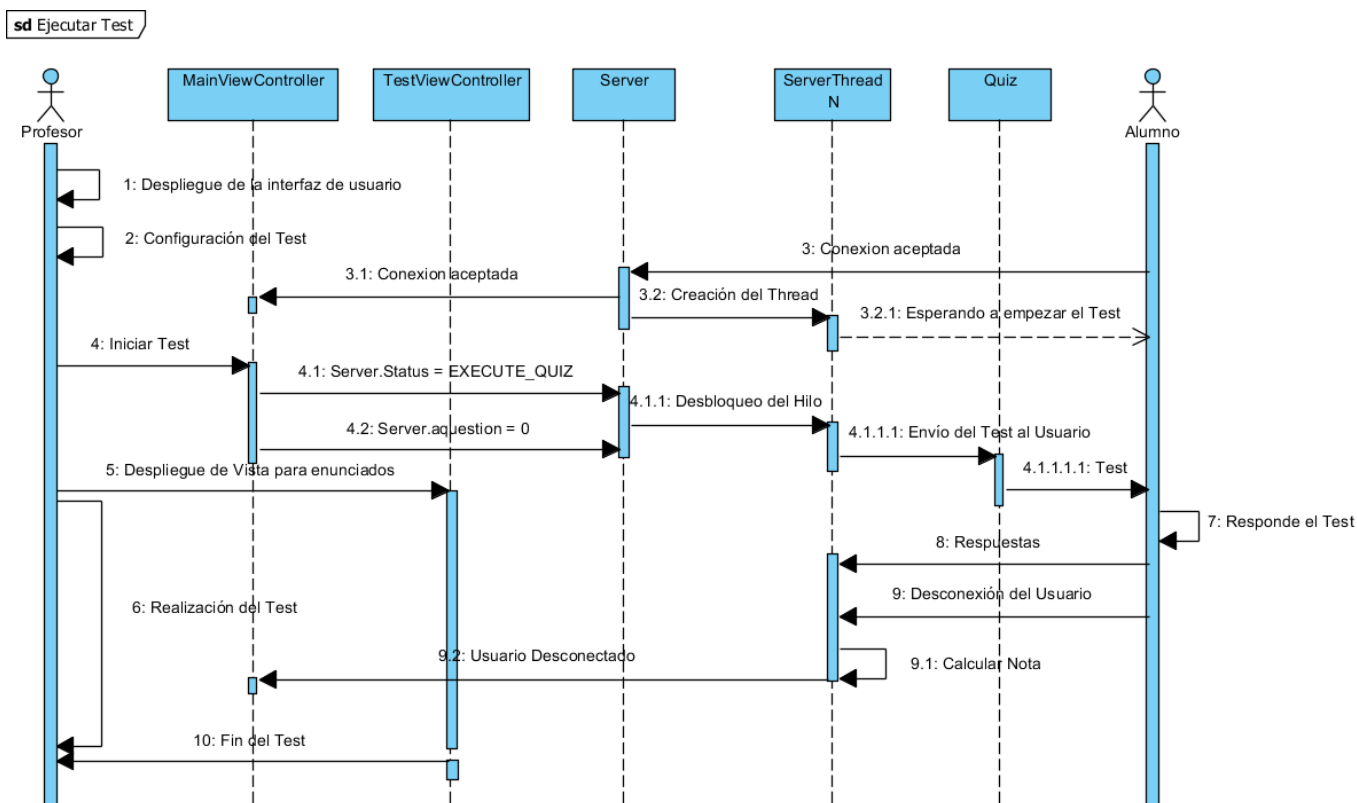 sd Ejecutar Test
MainViewController
TestViewController
Server
ServerThread
N
Quiz
Profesor
Alumno
1: Despliegue de la interfaz de usuario
2: Configuración del Test
3: Conexion aceptada
3.1: Conexion aceptada
3.2: Creación del Thread
3.2.1: Esperando a empezar el Test
4: Iniciar Test
4.1: Server.Status = EXECUTE_QUIZ
4.1.1: Desbloqueo del Hilo
4.2: Server.aquestion = 0
4.1.1.1: Envío del Test al Usuario
5: Despliegue de Vista para enunciados
4.1.1.1.1: Test
7: Responde el Test
8: Respuestas
9: Desconexión del Usuario
6: Realización del Test
9.2: Usuario Desconectado
9.1: Calcular Nota
10: Fin del Test